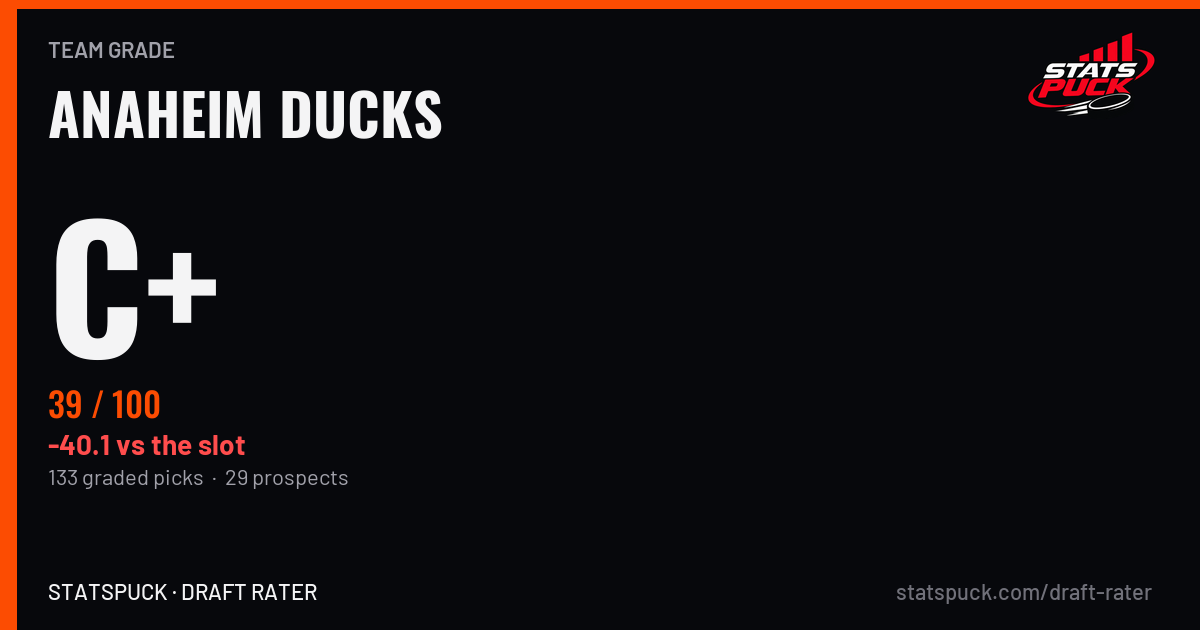 TEAM GRADE
ANAHEIM DUCKS
STATS
PUCK
C+
39 / 100
-40.1 vs the slot
133 graded picks · 29 prospects
STATSPUCK · DRAFT RATER
statspuck.com/draft-rater